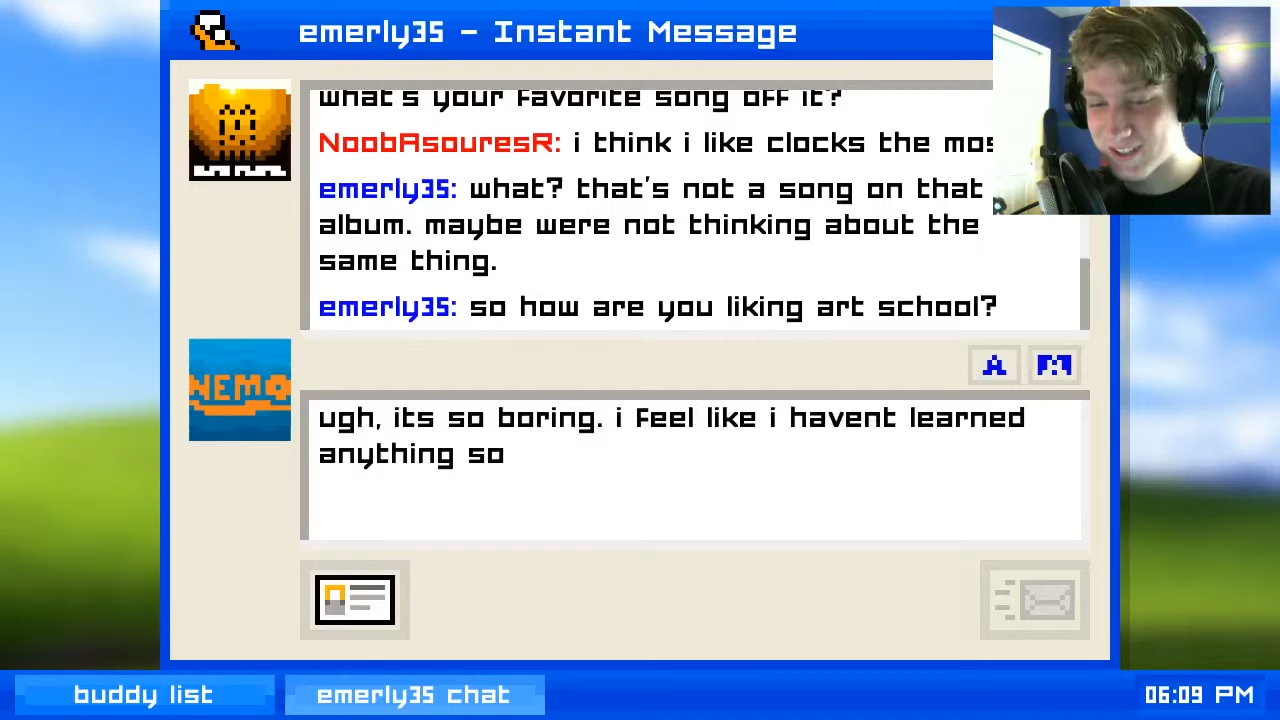 emerly35 - Instant Message
what's your favorite song off it?
NoobAsouresR: i think i like clocks the mos
emerly35: what? that's not a song on that
album. maybe were not thinking about the
same thing.
emerly35: so how are you liking art school?
NEMO
A
ugh, its so boring. i feel like i havent learned
anything so
buddy list
emerly35 chat
06:09 PM